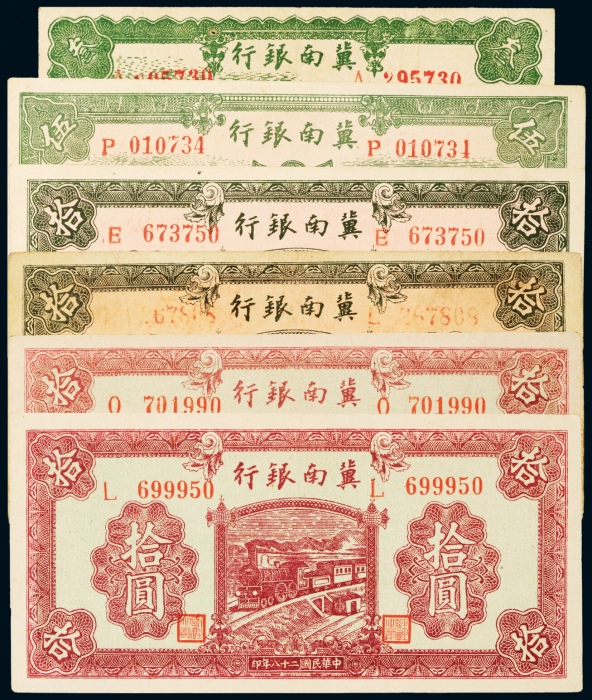 貳 冀南銀行 貳
伍 冀南銀行 伍
P 010734 P 010734
拾 冀南銀行 拾
E 673750 E 673750
拾 冀南銀行 拾
L
拾 冀南銀行 拾
O 701990 O 701990
拾 冀南銀行 拾
L 699950 L 699950
拾圓 拾圓
拾 中華民國二十八年印 拾